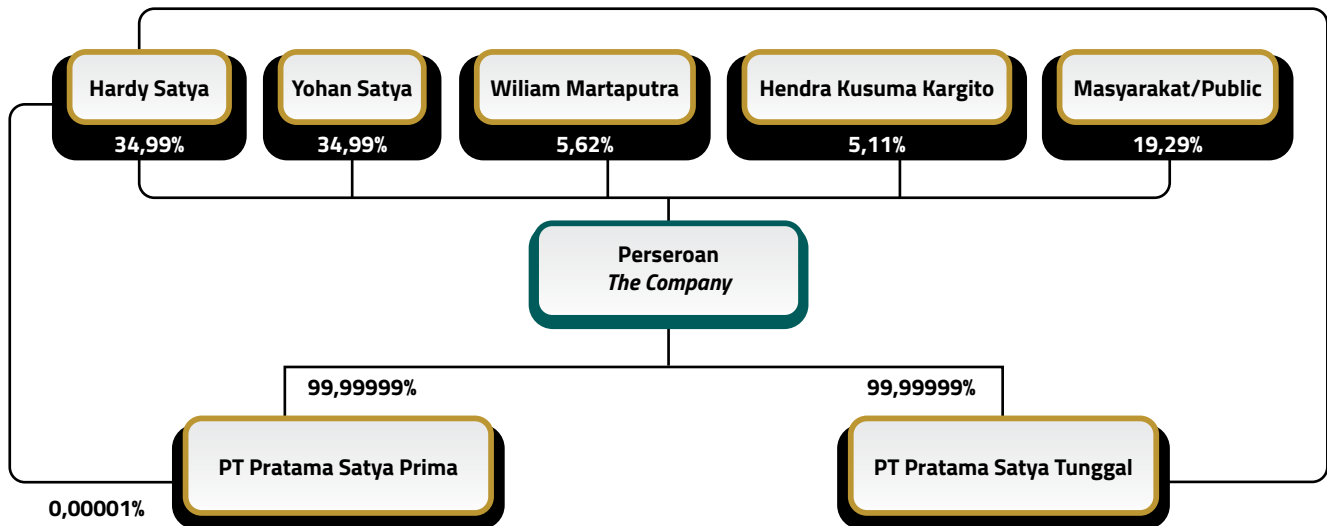 Hardy Satya
34,99%
Yohan Satya
34,99%
Wiliam Martaputra
5,62%
Hendra Kusuma Kargito
5,11%
Masyarakat/Public
19,29%
Perseroan
The Company
99,99999%
99,99999%
PT Pratama Satya Prima
PT Pratama Satya Tunggal
0,00001%